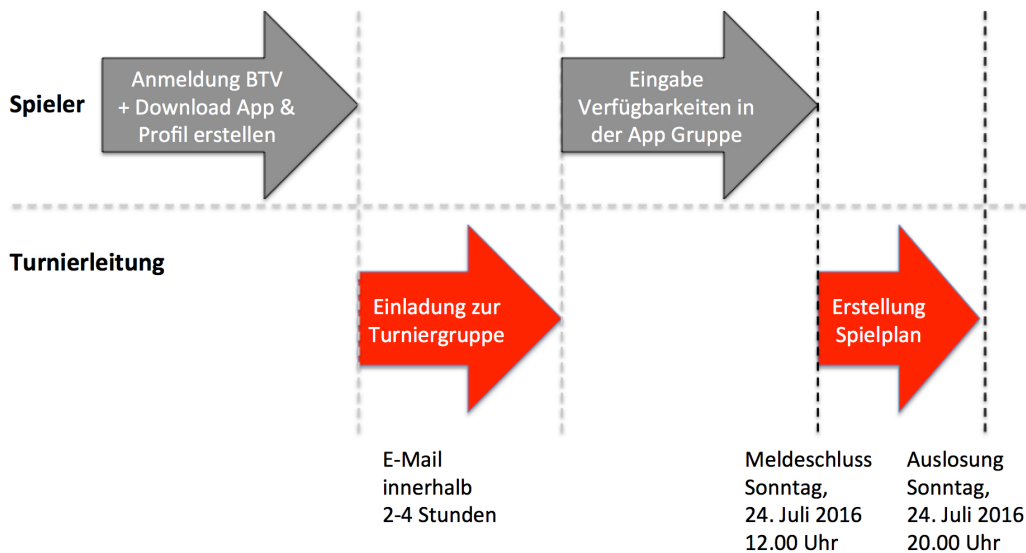 Spieler
Anmeldung BTV
+ Download App &
Profil erstellen
Eingabe
Verfügbarkeiten in
der App Gruppe
Turnierleitung
Einladung zur
Turniergruppe
Erstellung
Spielplan
E-Mail
innerhalb
2-4 Stunden
Meldeschluss
Sonntag,
24. Juli 2016
12.00 Uhr
Auslosung
Sonntag,
24. Juli 2016
20.00 Uhr